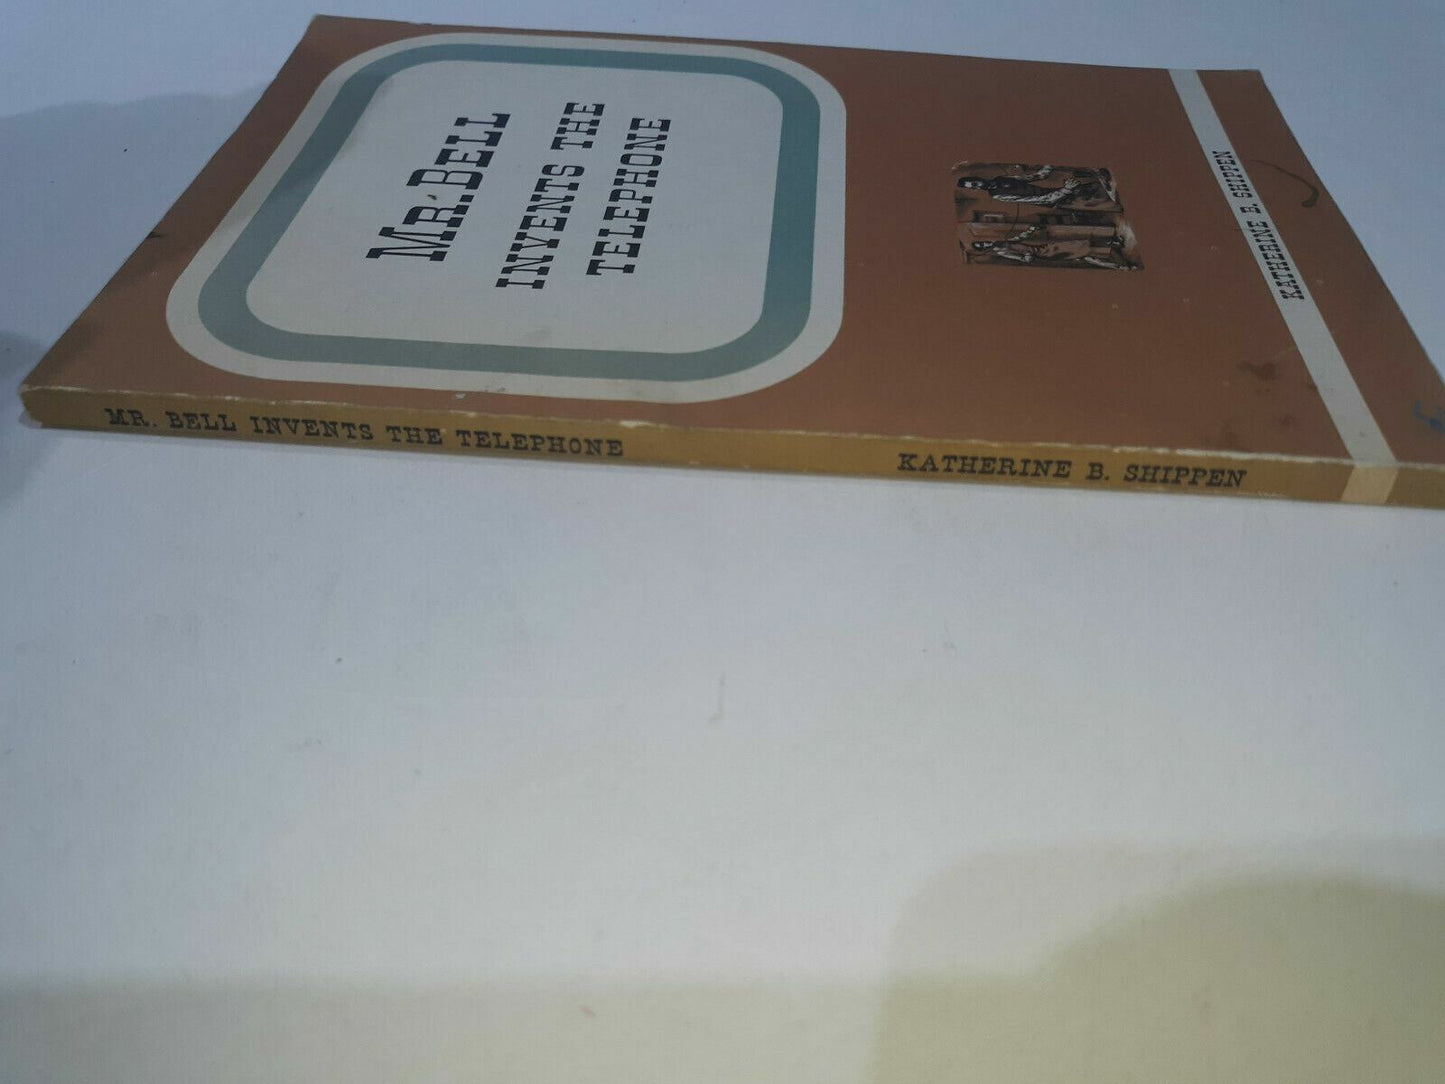 MR. BELL
INVENTS THE
TELEPHONE
KATHERINE B. SHIPPEN
MR. BELL INVENTS THE TELEPHONE KATHERINE B. SHIPPEN